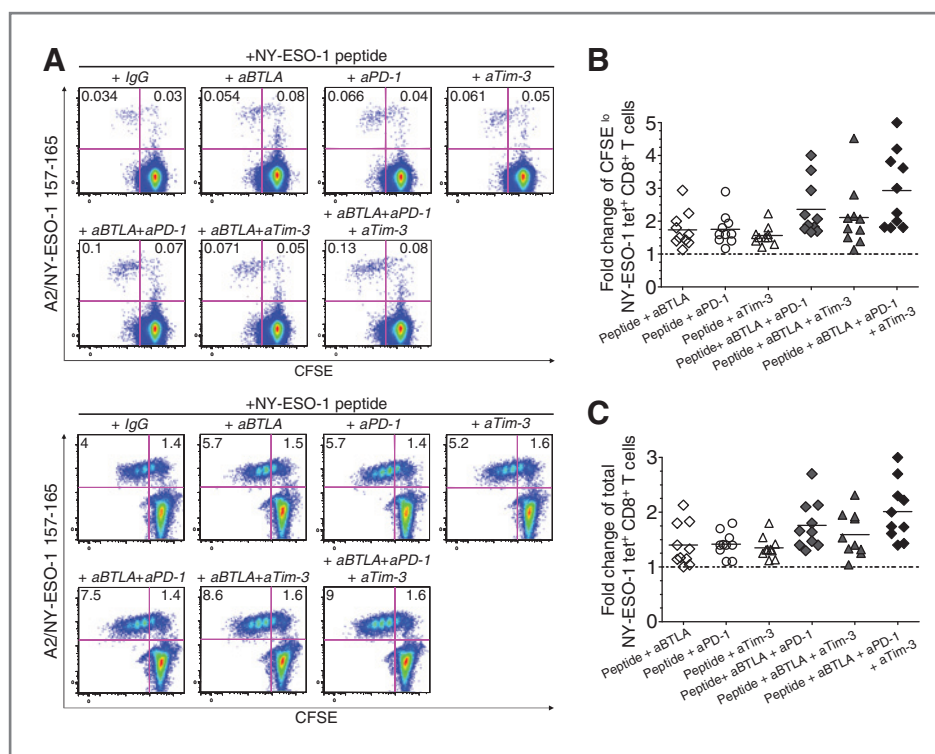 A
+NY-ESO-1 peptide
+ IgG + aBTLA + aPD-1 + aTim-3
0.034 0.03 0.054 0.08 0.066 0.04 0.061 0.05
+ aBTLA+aPD-1 + aBTLA+aTim-3 + aBTLA+aPD-1
+ aTim-3
0.1 0.07 0.071 0.05 0.13 0.08
A2/NY-ESO-1 157-165
CFSE
+NY-ESO-1 peptide
+ IgG + aBTLA + aPD-1 + aTim-3
4 1.4 5.7 1.5 5.7 1.4 5.2 1.6
+ aBTLA+aPD-1 + aBTLA+aTim-3 + aBTLA+aPD-1
+ aTim-3
7.5 1.4 8.6 1.6 9 1.6
A2/NY-ESO-1 157-165
CFSE
B
Fold change of CFSE lo
NY-ESO-1 tet+ CD8+ T cells
5
4
3
2
1
0
Peptide + aBTLA
Peptide + aPD-1
Peptide + aTim-3
Peptide+ aBTLA + aPD-1
Peptide + aBTLA + aTim-3
Peptide + aBTLA + aPD-1
+ aTim-3
C
Fold change of total
NY-ESO-1 tet+ CD8+ T cells
3
2
1
0
Peptide + aBTLA
Peptide + aPD-1
Peptide + aTim-3
Peptide+ aBTLA + aPD-1
Peptide + aBTLA + aTim-3
Peptide + aBTLA + aPD-1
+ aTim-3